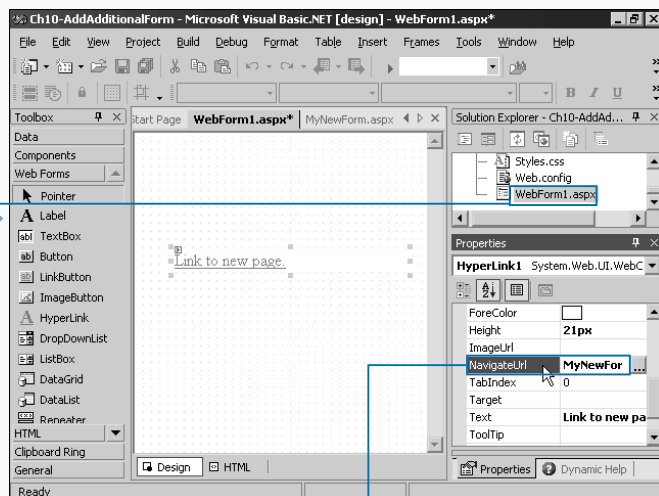 Ch10-AddAdditionalForm - Microsoft Visual Basic.NET [design] - WebForm1.aspx*
File Edit View Project Build Debug Format Table Insert Frames Tools Window Help
B I U
Toolbox
Start Page WebForm1.aspx* MyNewForm.aspx
Solution Explorer - Ch10-AddAd...
Data
Components
Web Forms
Pointer
A Label
abl TextBox
ab Button
LinkButton
ImageButton
A HyperLink
DropDownList
ListBox
DataGrid
DataList
Repeater
HTML
Clipboard Ring
General
Link to new page.
Design HTML
Styles.css
Web.config
WebForm1.aspx
Properties
HyperLink1 System.Web.UI.WebC
ForeColor
Height 21px
ImageUrl
NavigateUrl MyNewFor ...
TabIndex 0
Target
Text Link to new pa
ToolTip
Properties Dynamic Help
Ready